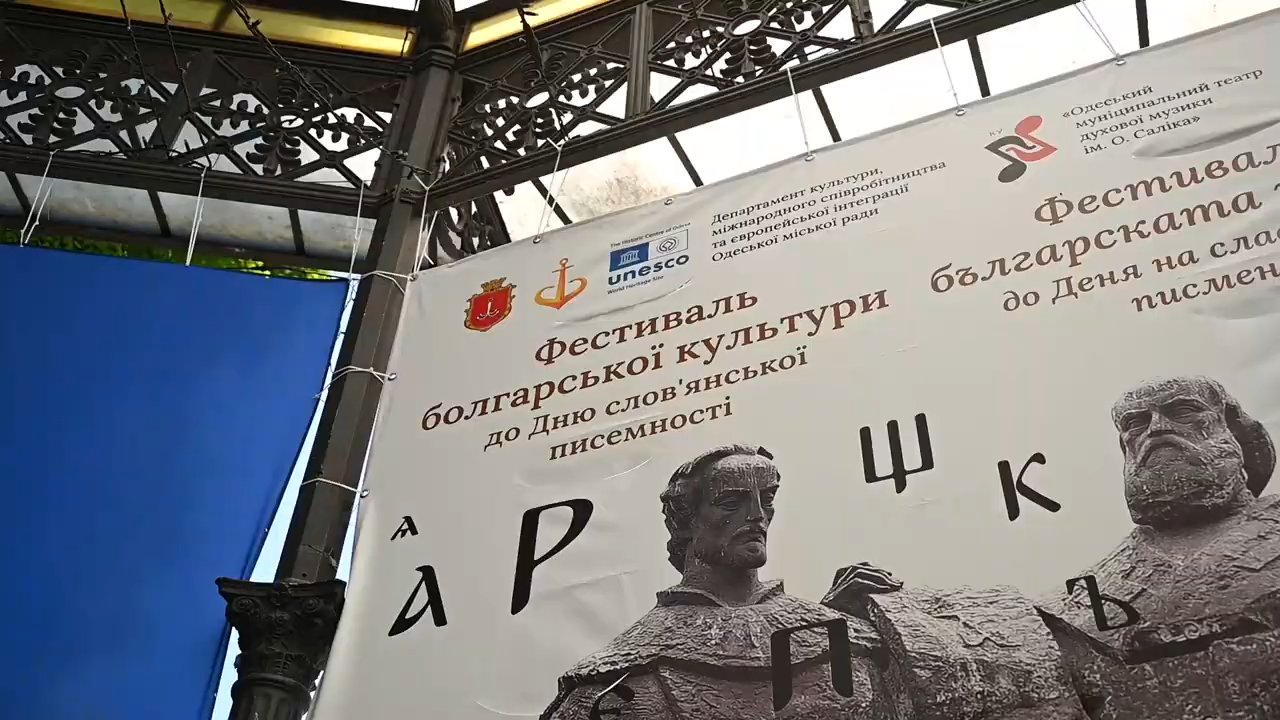 The Historic Centre of Odesa
unesco
World Heritage Site
Департамент культури,
міжнародного співробітництва
та європейської інтеграції
Одеської міської ради
«Одеський
муніципальний театр
духової музики
ім. О. Саліка»
Фестиваль
болгарської культури
до Дню слов'янської
писемності
Фестивал
българската
до Деня на
писмен
Ѧ
А
Р
Щ
К
Ъ
П
Є